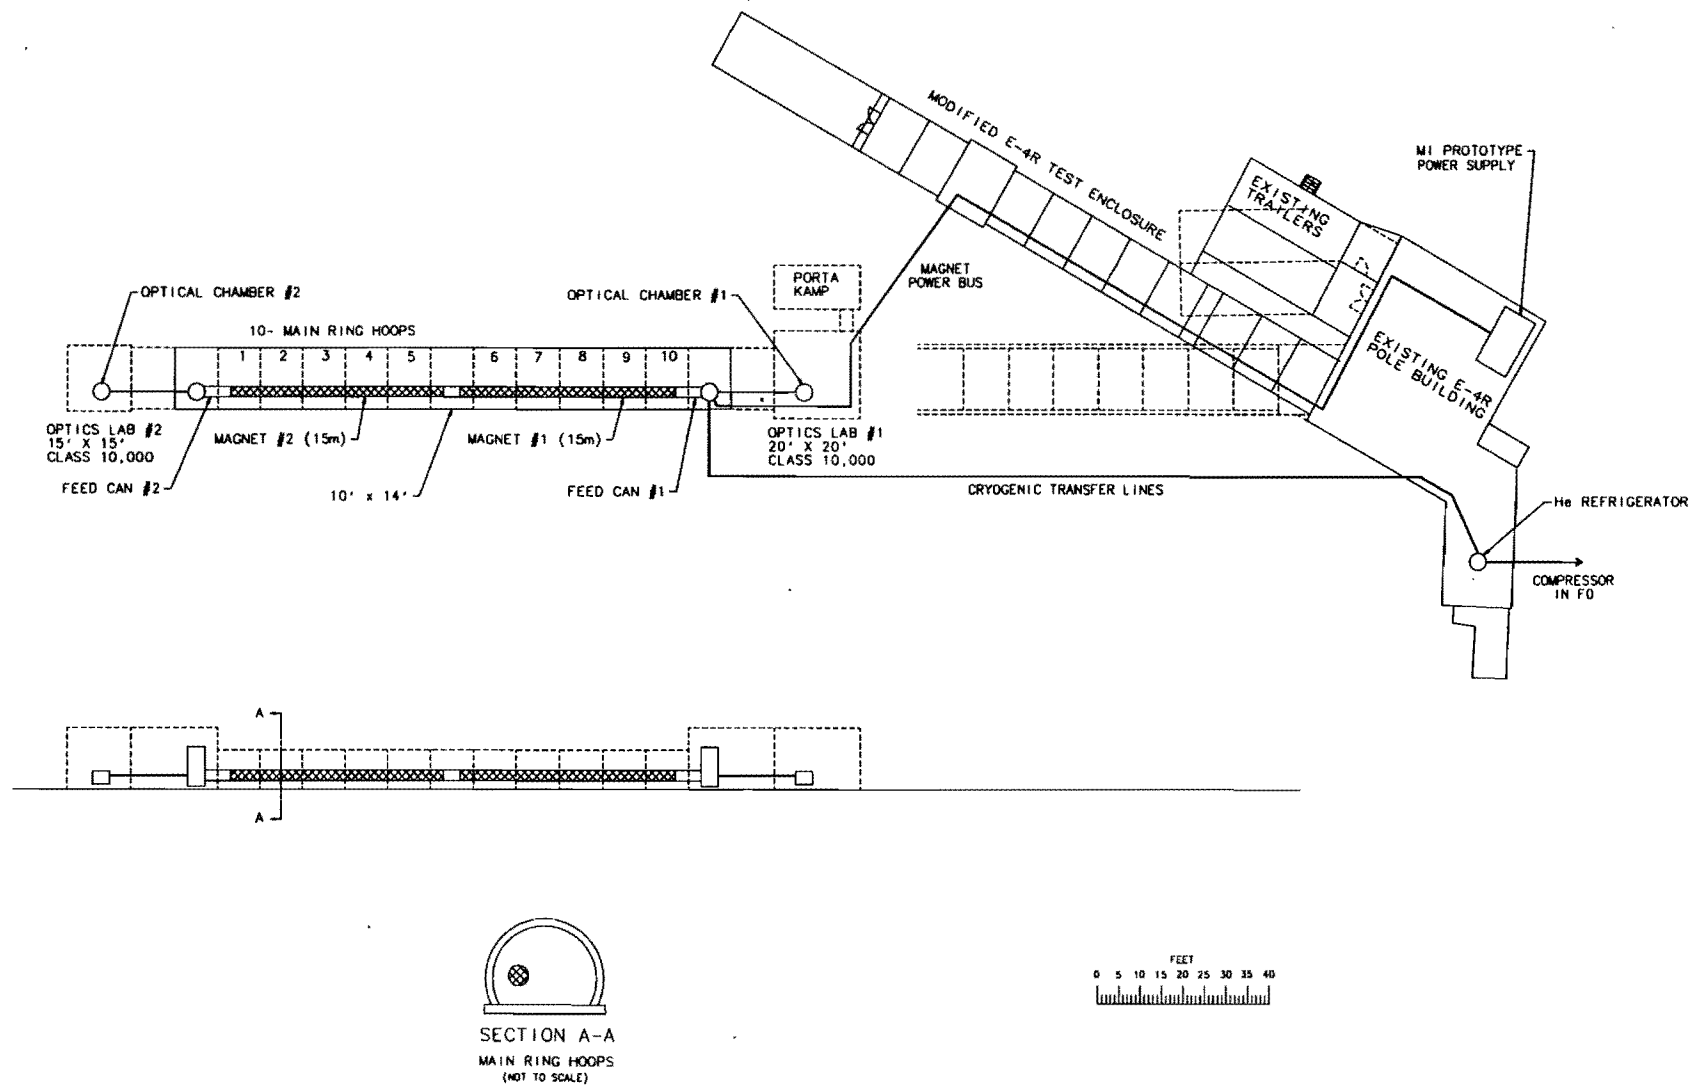 MODIFIED E-4R TEST ENCLOSURE
EXISTING
TRAILERS
MI PROTOTYPE
POWER SUPPLY
EXISTING E-4R
POLE BUILDING
PORTA
KAMP
MAGNET
POWER BUS
OPTICAL CHAMBER #2
OPTICAL CHAMBER #1
10- MAIN RING HOOPS
1 2 3 4 5 6 7 8 9 10
OPTICS LAB #2
15' X 15'
CLASS 10,000
MAGNET #2 (15m)
MAGNET #1 (15m)
OPTICS LAB #1
20' X 20'
CLASS 10,000
FEED CAN #2
10' x 14'
FEED CAN #1
CRYOGENIC TRANSFER LINES
He REFRIGERATOR
COMPRESSOR
IN F0
A
A
SECTION A-A
MAIN RING HOOPS
(NOT TO SCALE)
FEET
0 5 10 15 20 25 30 35 40